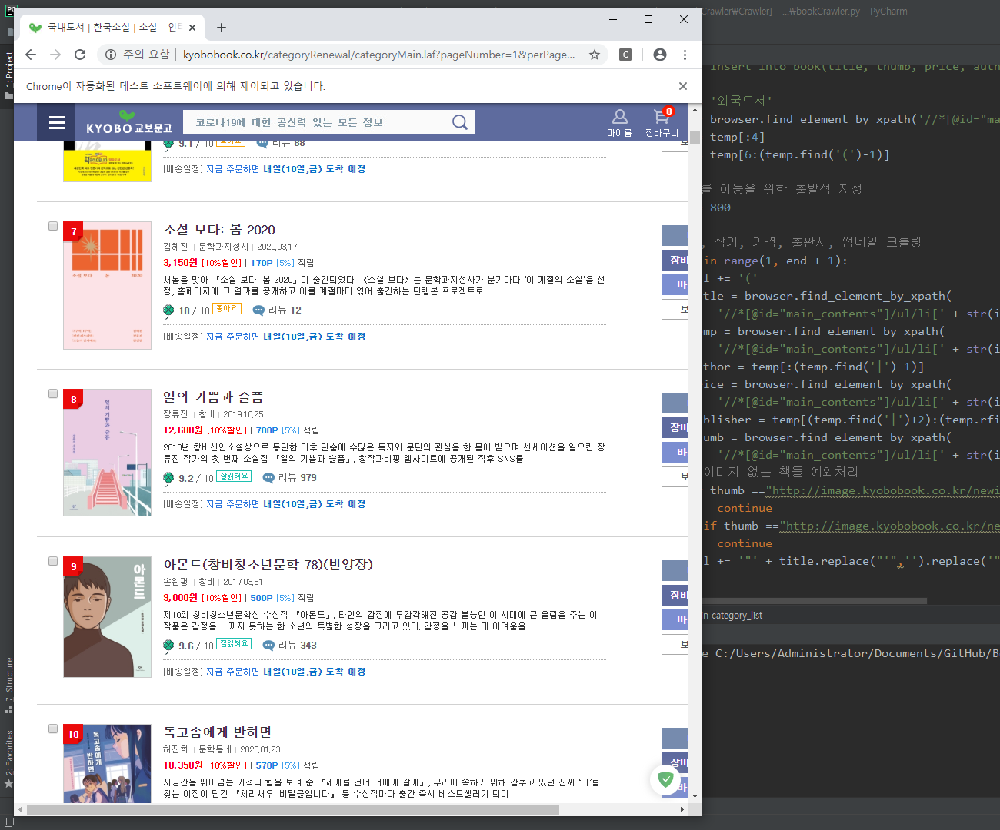 Crawler₩Crawler] - ...₩bookCrawler.py - PyCharm
국내도서 | 한국소설 | 소설 - 인터
주의 요함 | kyobobook.co.kr/categoryRenewal/categoryMain.laf?pageNumber=1&perPage...
Chrome이 자동화된 테스트 소프트웨어에 의해 제어되고 있습니다.
KYOBO 교보문고
코로나19에 대한 공신력 있는 모든 정보
마이룸
장바구니
0
9.1 / 10 좋아요 리뷰 88
[배송일정] 지금 주문하면 내일(10일,금) 도착 예정
7
소설 보다: 봄 2020
김혜진 | 문학과지성사 | 2020.03.17
3,150원 [10%할인] | 170P [5%] 적립
새봄을 맞아 『소설 보다: 봄 2020』이 출간되었다. 〈소설 보다〉는 문학과지성사가 분기마다 '이 계절의 소설'을 선
정, 홈페이지에 그 결과를 공개하고 이를 계절마다 엮어 출간하는 단행본 프로젝트로
10 / 10 좋아요 리뷰 12
[배송일정] 지금 주문하면 내일(10일,금) 도착 예정
소설 보다 봄 2020
장바
바
보
8
일의 기쁨과 슬픔
장류진 | 창비 | 2019.10.25
12,600원 [10%할인] | 700P [5%] 적립
2018년 창비신인소설상으로 등단한 이후 단숨에 수많은 독자와 문단의 관심을 한 몸에 받으며 센세이션을 일으킨 장
류진 작가의 첫 번째 소설집 『일의 기쁨과 슬픔』. 창작과비평 웹사이트에 공개된 직후 SNS를
9.2 / 10 잘읽혀요 리뷰 979
[배송일정] 지금 주문하면 내일(10일,금) 도착 예정
일의 기쁨과 슬픔
장바
바
보
9
아몬드(창비청소년문학 78)(반양장)
손원평 | 창비 | 2017.03.31
9,000원 [10%할인] | 500P [5%] 적립
제10회 창비청소년문학상 수상작 『아몬드』. 타인의 감정에 무감각해진 공감 불능인 이 시대에 큰 울림을 주는 이
작품은 감정을 느끼지 못하는 한 소년의 특별한 성장을 그리고 있다. 감정을 느끼는 데 어려움을
9.6 / 10 잘읽혀요 리뷰 343
[배송일정] 지금 주문하면 내일(10일,금) 도착 예정
아몬드
장바
바
보
10
독고솜에게 반하면
허진희 | 문학동네 | 2020.01.23
10,350원 [10%할인] | 570P [5%] 적립
시공간을 뛰어넘는 기적의 힘을 보여 준 『세계를 건너 너에게 갈게』, 무리에 속하기 위해 감추고 있던 진짜 '나'를
찾는 여정이 담긴 『체리새우: 비밀글입니다』 등 수상작마다 출간 즉시 베스트셀러가 되며
독고솜에게 반하면
장바
바
insert into book(title, thumb, price, auth
'외국도서'
browser.find_element_by_xpath('//*[@id="ma
temp[:4]
temp[6:(temp.find('(')-1)]
롤 이동을 위한 출발점 지정
800
, 작가, 가격, 출판사, 썸네일 크롤링
in range(1, end + 1):
l += '('
tle = browser.find_element_by_xpath(
'//*[@id="main_contents"]/ul/li[' + str(i
mp = browser.find_element_by_xpath(
'//*[@id="main_contents"]/ul/li[' + str(i
thor = temp[:(temp.find('|')-1)]
ice = browser.find_element_by_xpath(
'//*[@id="main_contents"]/ul/li[' + str(i
blisher = temp[(temp.find('|')+2):(temp.rfi
umb = browser.find_element_by_xpath(
'//*[@id="main_contents"]/ul/li[' + str(i
이미지 없는 책들 예외처리
f thumb =="http://image.kyobobook.co.kr/newi
continue
if thumb =="http://image.kyobobook.co.kr/ne
continue
l += '"' + title.replace("'",'').replace('"
in category_list
e C:/Users/Administrator/Documents/GitHub/B
1: Project
7: Structure
2: Favorites